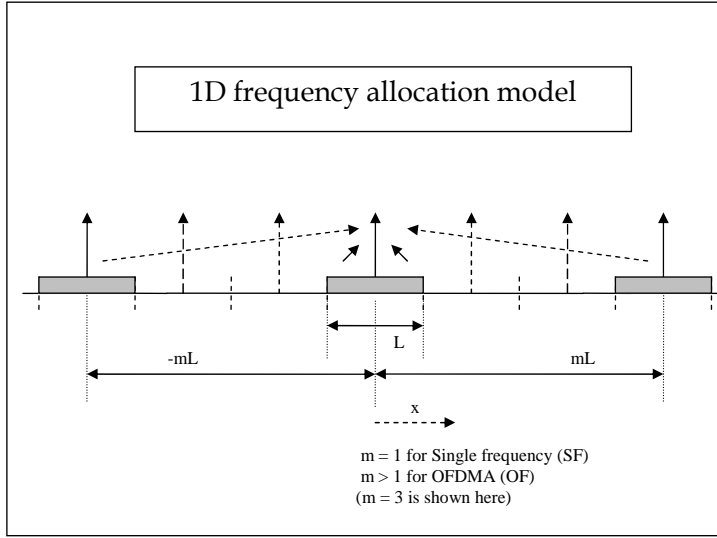 1D frequency allocation model
L
-mL
mL
x
m = 1 for Single frequency (SF)
m > 1 for OFDMA (OF)
(m = 3 is shown here)